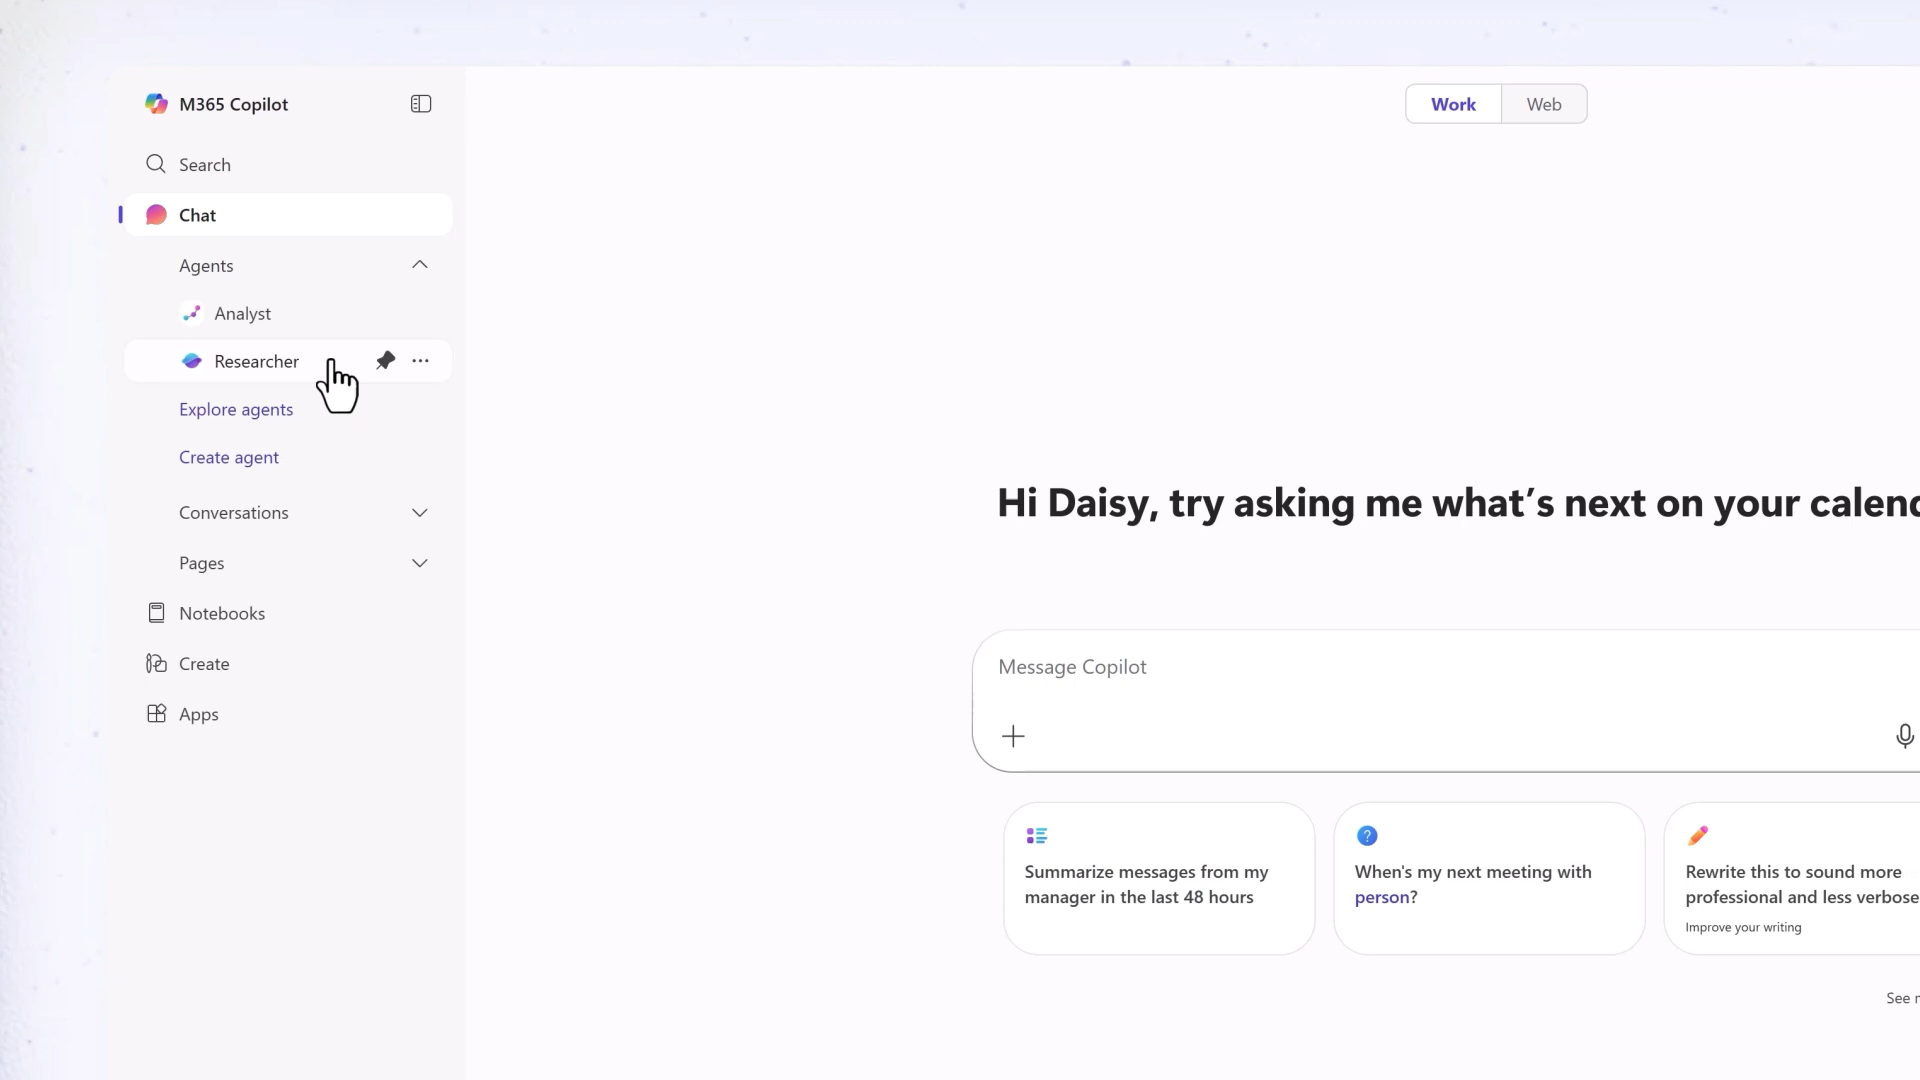 M365 Copilot
Work
Web
Search
Chat
Agents
Analyst
Researcher
Explore agents
Create agent
Conversations
Pages
Notebooks
Create
Apps
Hi Daisy, try asking me what’s next on your calend
Message Copilot
Summarize messages from my
manager in the last 48 hours
When's my next meeting with
person?
Rewrite this to sound more
professional and less verbose
Improve your writing
See